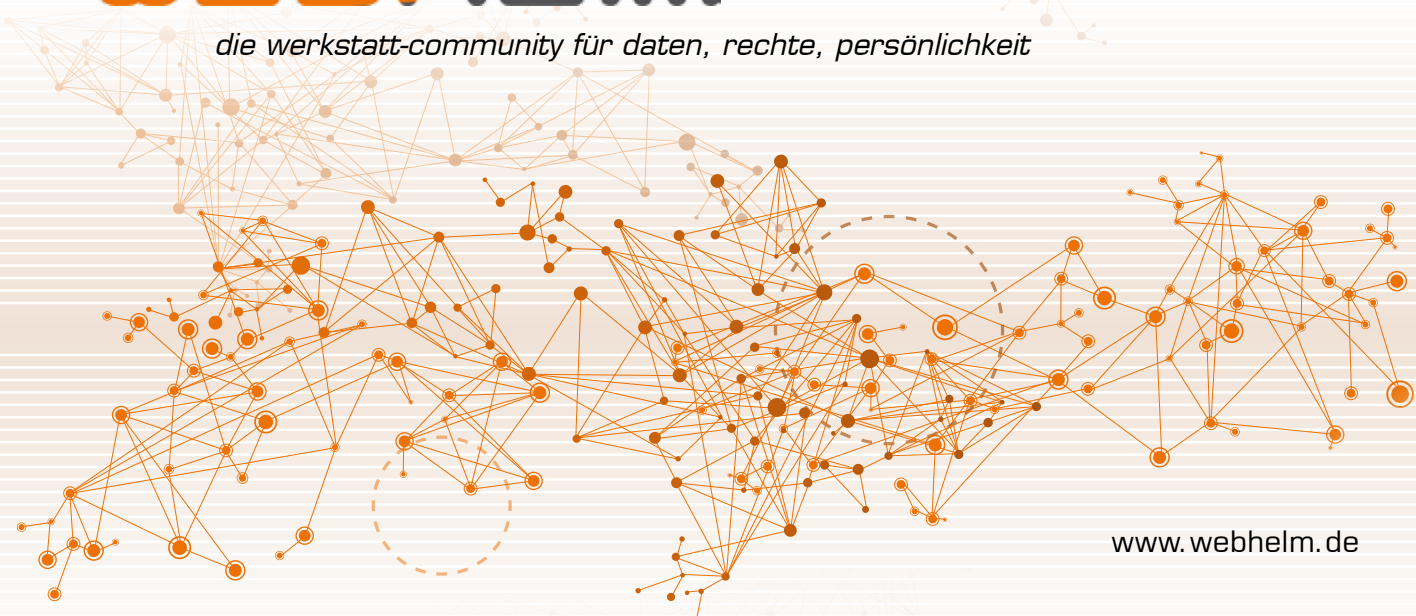 die werkstatt-community für daten, rechte, persönlichkeit
www.webhelm.de